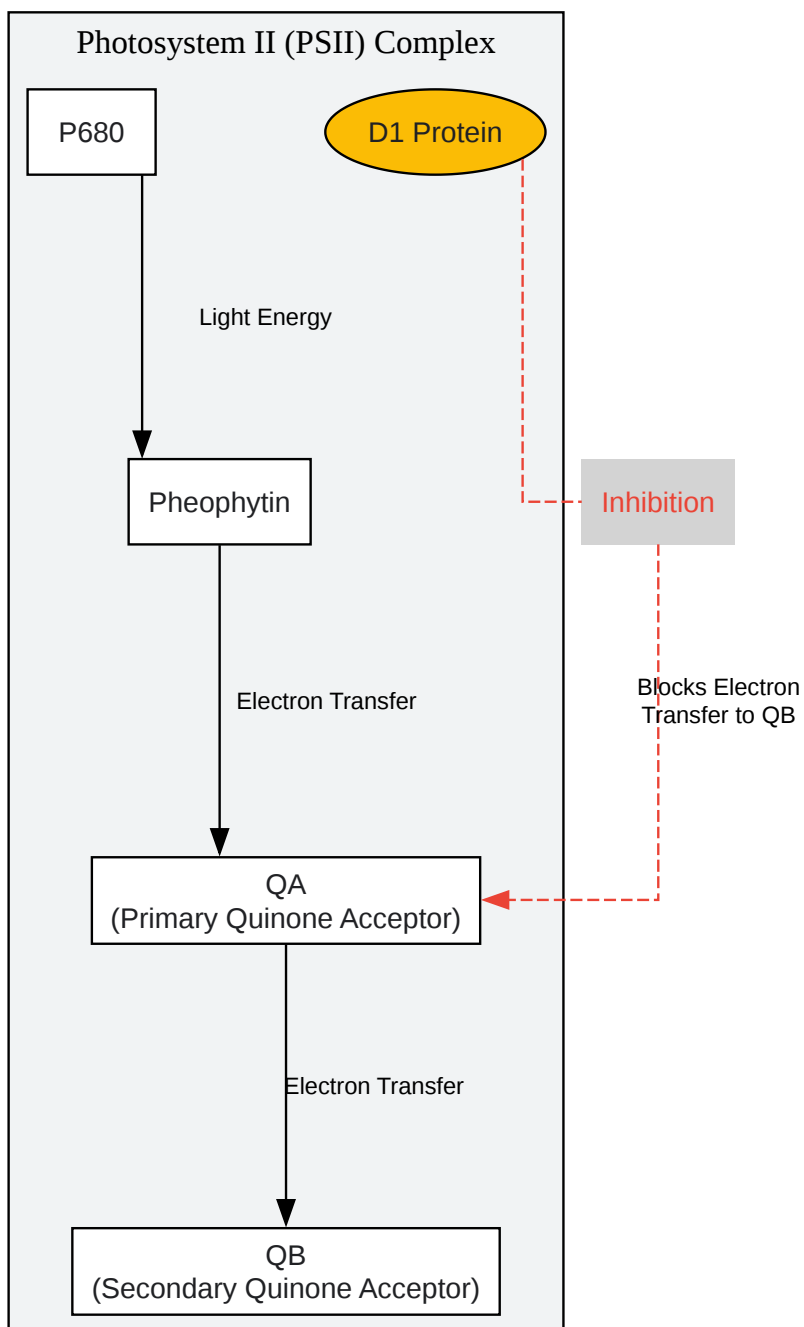 Photosystem II (PSII) Complex
P680
D1 Protein
Light Energy
Pheophytin
Inhibition
Electron Transfer
Blocks Electron
Transfer to QB
QA
(Primary Quinone Acceptor)
Electron Transfer
QB
(Secondary Quinone Acceptor)